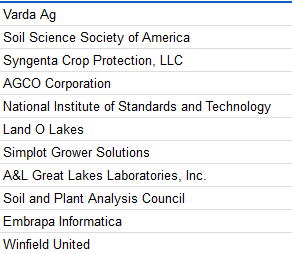 Varda Ag
Soil Science Society of America
Syngenta Crop Protection, LLC
AGCO Corporation
National Institute of Standards and Technology
Land O Lakes
Simplot Grower Solutions
A&L Great Lakes Laboratories, Inc.
Soil and Plant Analysis Council
Embrapa Informatica
Winfield United